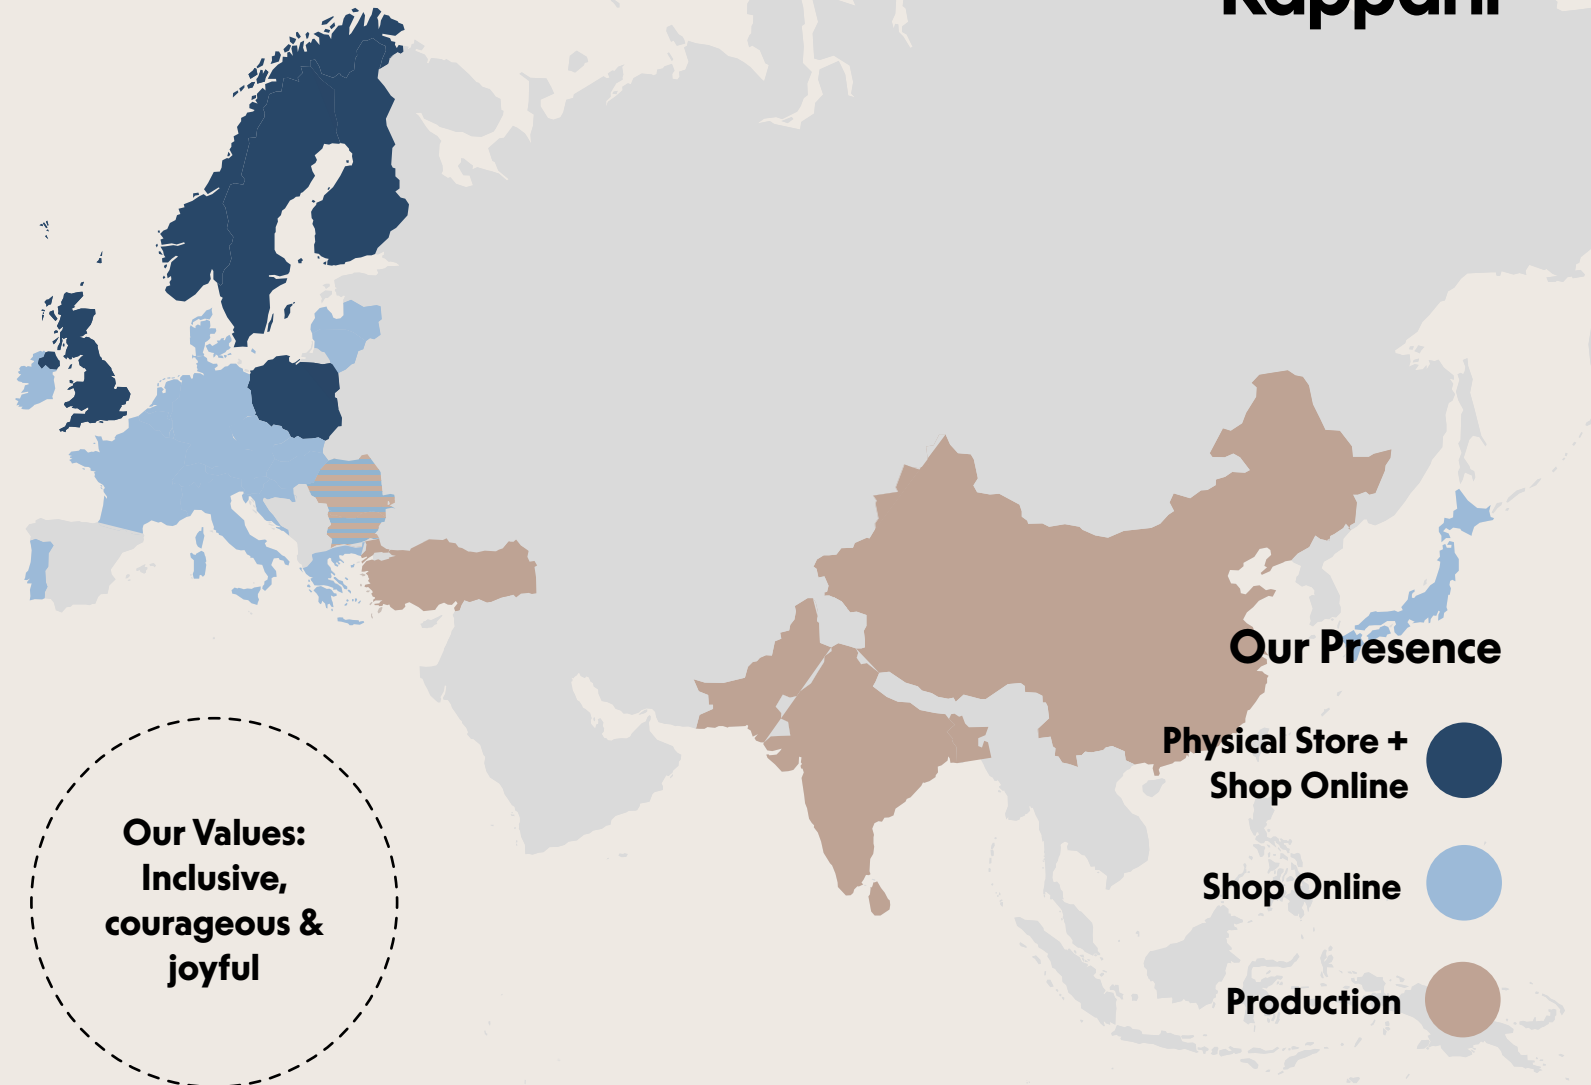 Our Presence
Physical Store +
Shop Online
Our Values:
Inclusive,
courageous &
joyful
Shop Online
Production